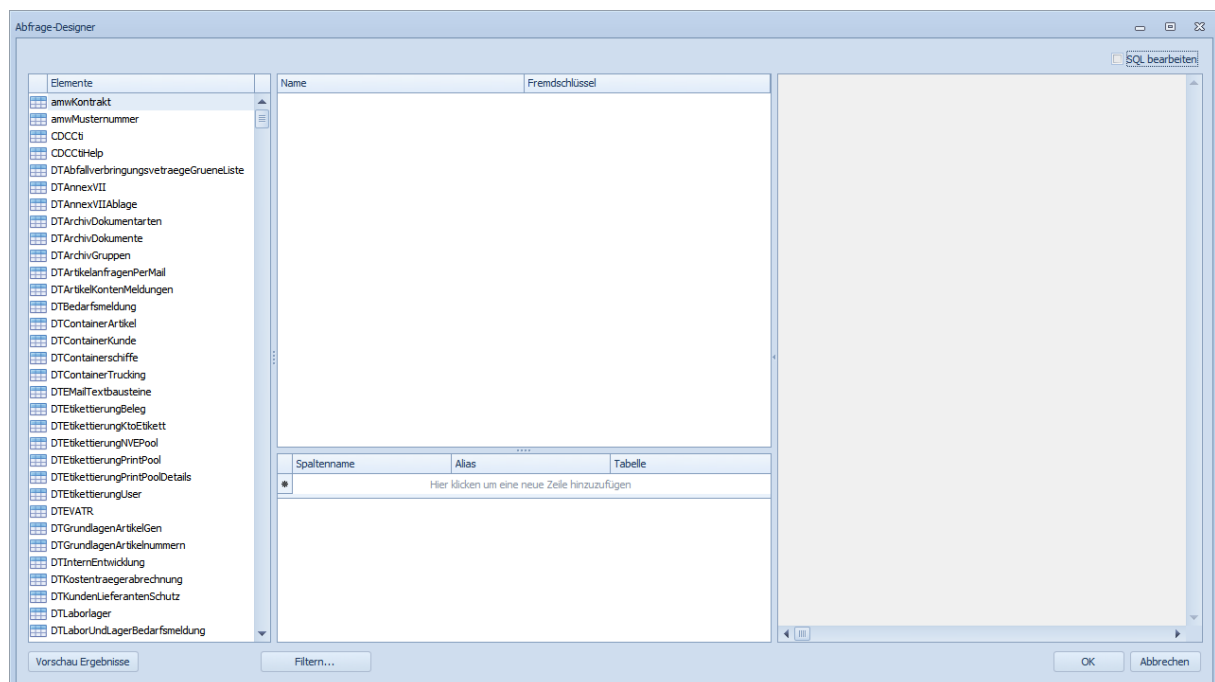 Abfrage-Designer
SQL bearbeiten
Elemente
amwKontrakt
amwMusternummer
CDCCti
CDCCtiHelp
DTAbfallverbringungsvetraegeGrueneListe
DTAnnexVII
DTAnnexVIIAblage
DTArchivDokumentarten
DTArchivDokumente
DTArchivGruppen
DTArtikelanfragenPerMail
DTArtikelKontenMeldungen
DTBedarfsmeldung
DTContainerArtikel
DTContainerKunde
DTContainerschiffe
DTContainerTrucking
DTEMailTextbausteine
DTEtikettierungBeleg
DTEtikettierungKtoEtikett
DTEtikettierungNVEPool
DTEtikettierungPrintPool
DTEtikettierungPrintPoolDetails
DTEtikettierungUser
DTEVATR
DTGrundlagenArtikelGen
DTGrundlagenArtikelnummern
DTInternEntwicklung
DTKostentraegerabrechnung
DTKundenLieferantenSchutz
DTLaborlager
DTLaborUndLagerBedarfsmeldung
Name Fremdschlüssel
Spaltenname Alias Tabelle
Hier klicken um eine neue Zeile hinzuzufügen
Vorschau Ergebnisse Filtern... OK Abbrechen